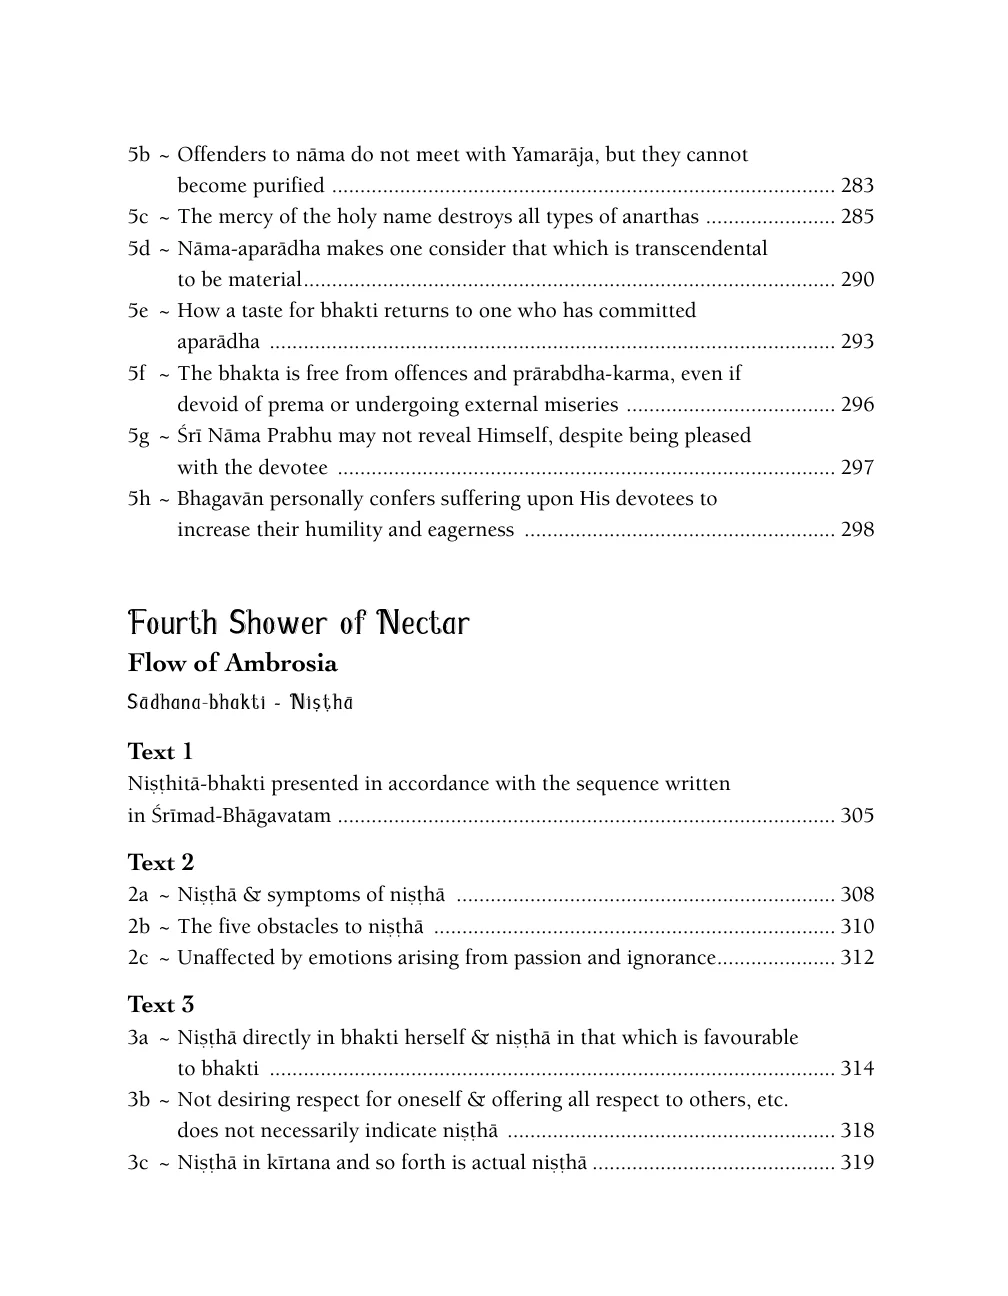 5b ~ Offenders to nāma do not meet with Yamarāja, but they cannot
become purified ........................................................................................ 283
5c ~ The mercy of the holy name destroys all types of anarthas ....................... 285
5d ~ Nāma-aparādha makes one consider that which is transcendental
to be material.............................................................................................. 290
5e ~ How a taste for bhakti returns to one who has committed
aparādha .................................................................................................... 293
5f ~ The bhakta is free from offences and prārabdha-karma, even if
devoid of prema or undergoing external miseries ..................................... 296
5g ~ Śrī Nāma Prabhu may not reveal Himself, despite being pleased
with the devotee ........................................................................................ 297
5h ~ Bhagavān personally confers suffering upon His devotees to
increase their humility and eagerness ....................................................... 298
Fourth Shower of Nectar
Flow of Ambrosia
Sādhana-bhakti - Niṣṭhā
Text 1
Niṣṭhitā-bhakti presented in accordance with the sequence written
in Śrīmad-Bhāgavatam ........................................................................................ 305
Text 2
2a ~ Niṣṭhā & symptoms of niṣṭhā ................................................................... 308
2b ~ The five obstacles to niṣṭhā ....................................................................... 310
2c ~ Unaffected by emotions arising from passion and ignorance..................... 312
Text 3
3a ~ Niṣṭhā directly in bhakti herself & niṣṭhā in that which is favourable
to bhakti .................................................................................................... 314
3b ~ Not desiring respect for oneself & offering all respect to others, etc.
does not necessarily indicate niṣṭhā .......................................................... 318
3c ~ Niṣṭhā in kīrtana and so forth is actual niṣṭhā ........................................... 319